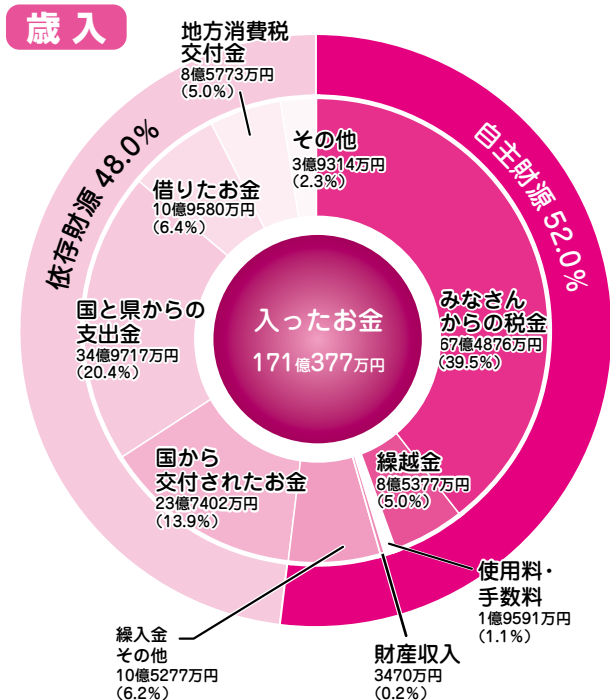 歳入
地方消費税
交付金
8億5773万円
(5.0%)
その他
3億9314万円
(2.3%)
自主財源 52.0%
依存財源 48.0%
借りたお金
10億9580万円
(6.4%)
国と県からの
支出金
34億9717万円
(20.4%)
入ったお金
171億377万円
みなさん
からの税金
67億4876万円
(39.5%)
国から
交付されたお金
23億7402万円
(13.9%)
繰越金
8億5377万円
(5.0%)
使用料・
手数料
1億9591万円
(1.1%)
繰入金
その他
10億5277万円
(6.2%)
財産収入
3470万円
(0.2%)